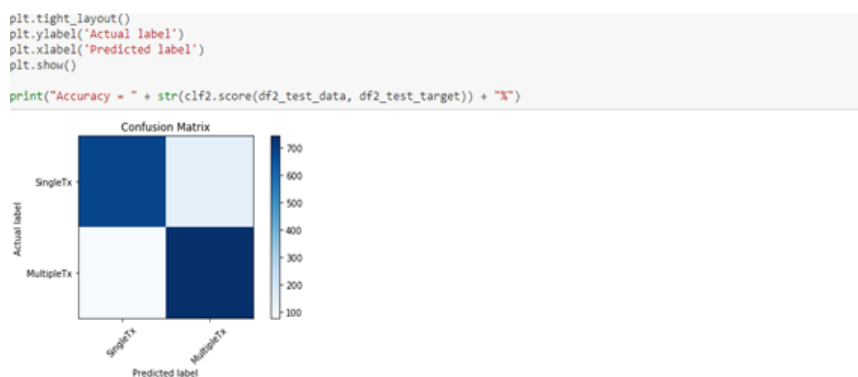 plt.tight_layout()
plt.ylabel('Actual label')
plt.xlabel('Predicted label')
plt.show()
print("Accuracy = " + str(clf2.score(df2_test_data, df2_test_target)) + "%")
Confusion Matrix
SingleTx
MultipleTx
Actual label
SingleTx
MultipleTx
Predicted label
700
600
500
400
300
200
100